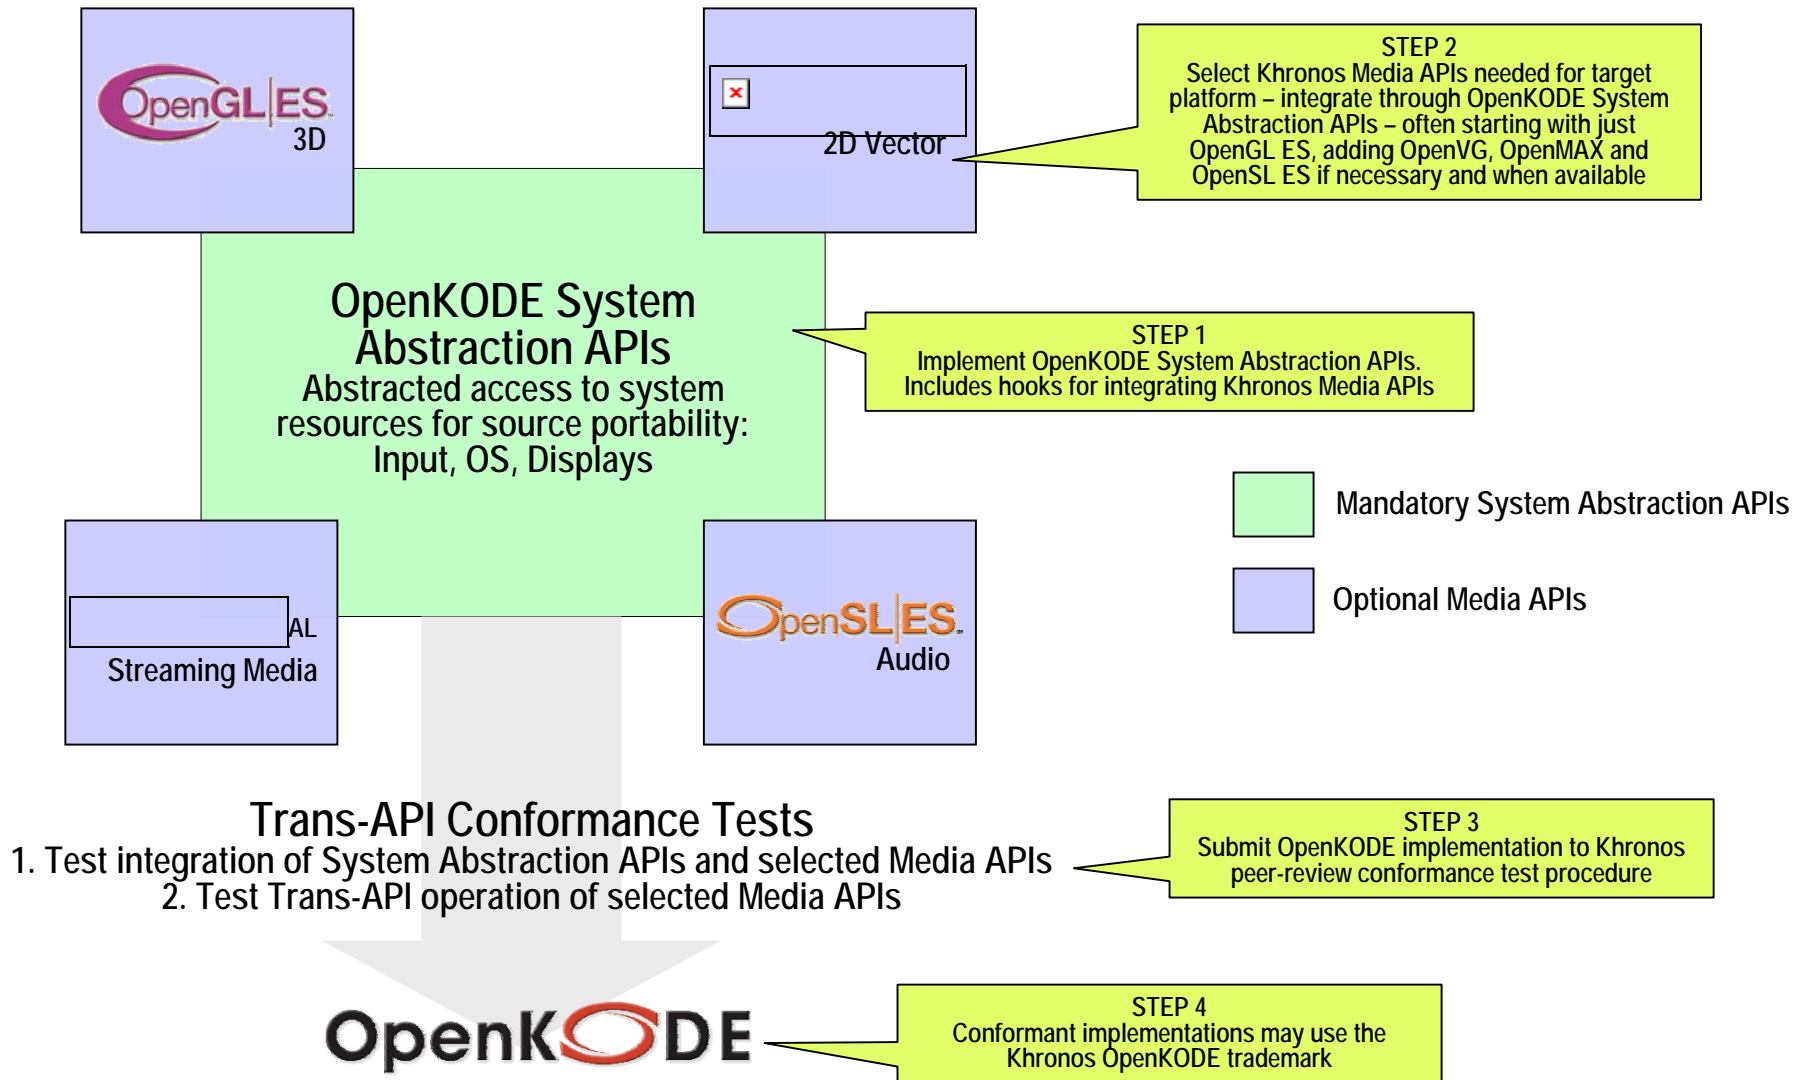 OpenGL|ES™
3D
2D Vector
STEP 2
Select Khronos Media APIs needed for target
platform – integrate through OpenKODE System
Abstraction APIs – often starting with just
OpenGL ES, adding OpenVG, OpenMAX and
OpenSL ES if necessary and when available
OpenKODE System
Abstraction APIs
Abstracted access to system
resources for source portability:
Input, OS, Displays
STEP 1
Implement OpenKODE System Abstraction APIs.
Includes hooks for integrating Khronos Media APIs
Mandatory System Abstraction APIs
Optional Media APIs
AL
Streaming Media
OpenSL|ES™
Audio
Trans-API Conformance Tests
1. Test integration of System Abstraction APIs and selected Media APIs
2. Test Trans-API operation of selected Media APIs
STEP 3
Submit OpenKODE implementation to Khronos
peer-review conformance test procedure
OpenKODE
STEP 4
Conformant implementations may use the
Khronos OpenKODE trademark